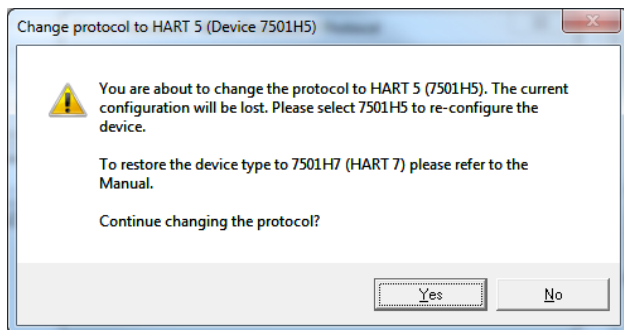 Change protocol to HART 5 (Device 7501H5)
You are about to change the protocol to HART 5 (7501H5). The current
configuration will be lost. Please select 7501H5 to re-configure the
device.
To restore the device type to 7501H7 (HART 7) please refer to the
Manual.
Continue changing the protocol?
Yes No